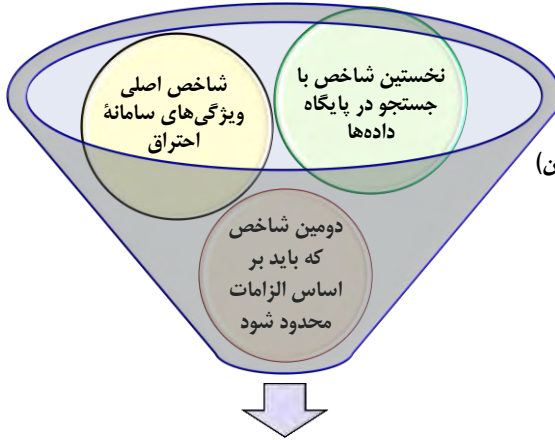 نخستین شاخص با
جستجو در پایگاه
داده‌ها
شاخص اصلی
ویژگی‌های سامانهٔ
احتراق
ن)
دومین شاخص
که باید بر
اساس الزامات
محدود شود